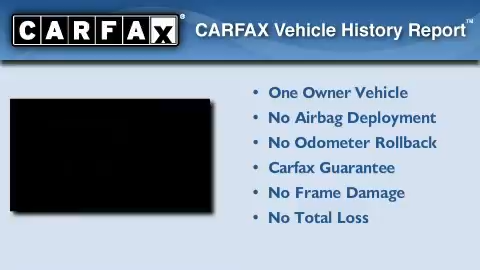 CARFAX® CARFAX Vehicle History Report™
• One Owner Vehicle
• No Airbag Deployment
• No Odometer Rollback
• Carfax Guarantee
• No Frame Damage
• No Total Loss